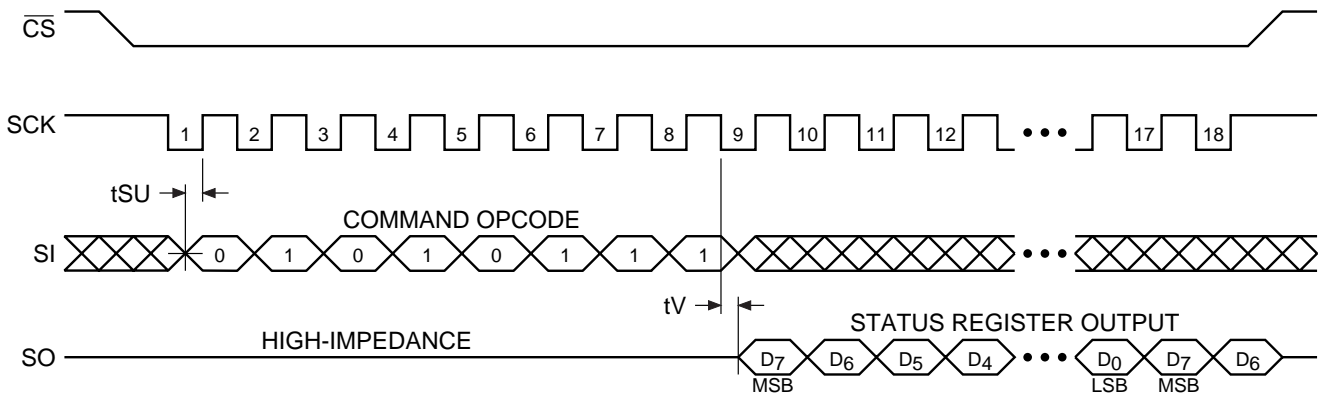 CS
SCK 1 2 3 4 5 6 7 8 9 10 11 12 ••• 17 18
tSU
COMMAND OPCODE
SI 0 1 0 1 0 1 1 1 •••
tV
HIGH-IMPEDANCE STATUS REGISTER OUTPUT
SO D7 D6 D5 D4 ••• D0 D7 D6
MSB LSB MSB